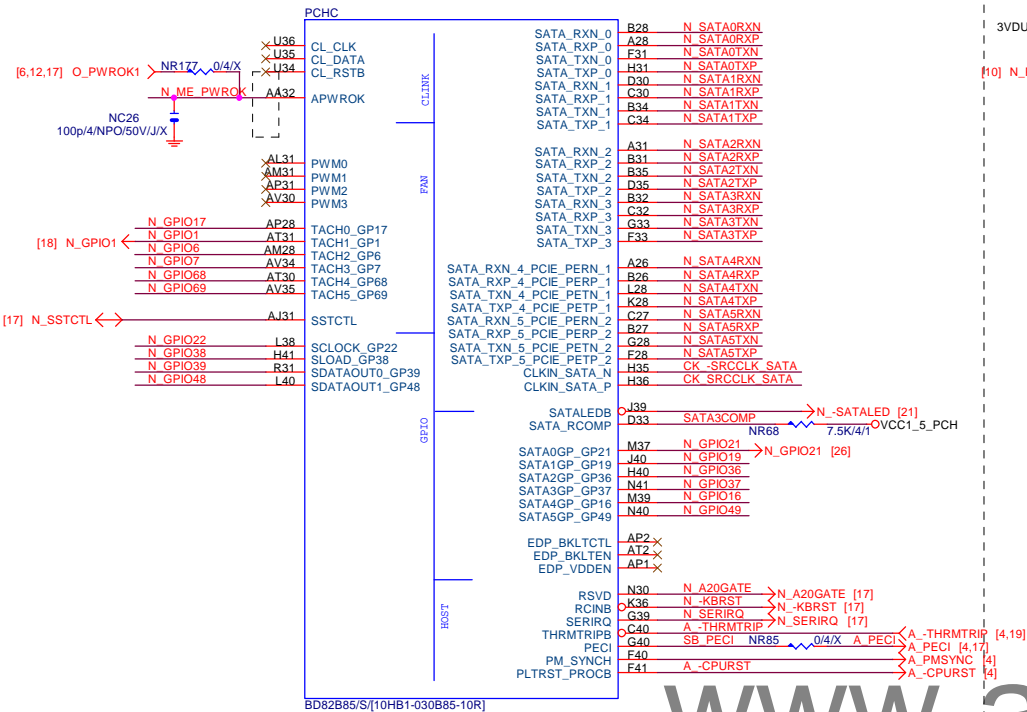 PCHC
[6,12,17] O_PWROK1
NR177 0/4/X
N_ME_PWROK
NC26
100p/4/NPO/50V/J/X
U36 CL_CLK
U35 CL_DATA
U34 CL_RSTB
AA32 APWROK
CLINK
AL31 PWM0
AM31 PWM1
AP31 PWM2
AV30 PWM3
FAN
N_GPIO17 AP28 TACH0_GP17
[18] N_GPIO1 N_GPIO1 AT31 TACH1_GP1
N_GPIO6 AM28 TACH2_GP6
N_GPIO7 AV34 TACH3_GP7
N_GPIO68 AT30 TACH4_GP68
N_GPIO69 AV35 TACH5_GP69
[17] N_SSTCTL AJ31 SSTCTL
N_GPIO22 L38 SCLOCK_GP22
N_GPIO38 H41 SLOAD_GP38
N_GPIO39 R31 SDATAOUT0_GP39
N_GPIO48 L40 SDATAOUT1_GP48
GPIO
HOST
SATA_RXN_0 B28 N_SATA0RXN
SATA_RXP_0 A28 N_SATA0RXP
SATA_TXN_0 F31 N_SATA0TXN
SATA_TXP_0 H31 N_SATA0TXP
SATA_RXN_1 D30 N_SATA1RXN
SATA_RXP_1 C30 N_SATA1RXP
SATA_TXN_1 B34 N_SATA1TXN
SATA_TXP_1 C34 N_SATA1TXP
SATA_RXN_2 A31 N_SATA2RXN
SATA_RXP_2 B31 N_SATA2RXP
SATA_TXN_2 B35 N_SATA2TXN
SATA_TXP_2 D35 N_SATA2TXP
SATA_RXN_3 B32 N_SATA3RXN
SATA_RXP_3 C32 N_SATA3RXP
SATA_TXN_3 G33 N_SATA3TXN
SATA_TXP_3 F33 N_SATA3TXP
SATA_RXN_4_PCIE_PERN_1 A26 N_SATA4RXN
SATA_RXP_4_PCIE_PERP_1 B26 N_SATA4RXP
SATA_TXN_4_PCIE_PETN_1 L28 N_SATA4TXN
SATA_TXP_4_PCIE_PETP_1 K28 N_SATA4TXP
SATA_RXN_5_PCIE_PERN_2 C27 N_SATA5RXN
SATA_RXP_5_PCIE_PERP_2 B27 N_SATA5RXP
SATA_TXN_5_PCIE_PETN_2 G28 N_SATA5TXN
SATA_TXP_5_PCIE_PETP_2 F28 N_SATA5TXP
CLKIN_SATA_N H35 CK_-SRCCLK_SATA
CLKIN_SATA_P H36 CK_SRCCLK_SATA
SATALEDB J39 N_-SATALED [21]
SATA_RCOMP D33 SATA3COMP NR68 7.5K/4/1 VCC1_5_PCH
SATA0GP_GP21 M37 N_GPIO21 N_GPIO21 [26]
SATA1GP_GP19 J40 N_GPIO19
SATA2GP_GP36 H40 N_GPIO36
SATA3GP_GP37 N41 N_GPIO37
SATA4GP_GP16 M39 N_GPIO16
SATA5GP_GP49 N40 N_GPIO49
EDP_BKLTCTL AP2
EDP_BKLTEN AT2
EDP_VDDEN AP1
RSVD N30 N_A20GATE N_A20GATE [17]
RCINB K36 N_-KBRST N_-KBRST [17]
SERIRQ G39 N_SERIRQ N_SERIRQ [17]
THRMTRIPB C40 A_-THRMTRIP A_-THRMTRIP [4,19]
PECI G40 SB_PECI NR85 0/4/X A_PECI A_PECI [4,17]
PM_SYNCH F40 A_PMSYNC [4]
PLTRST_PROCB F41 A_-CPURST A_-CPURST [4]
BD82B85/S/[10HB1-030B85-10R]
3VDU
[10] N_
www.